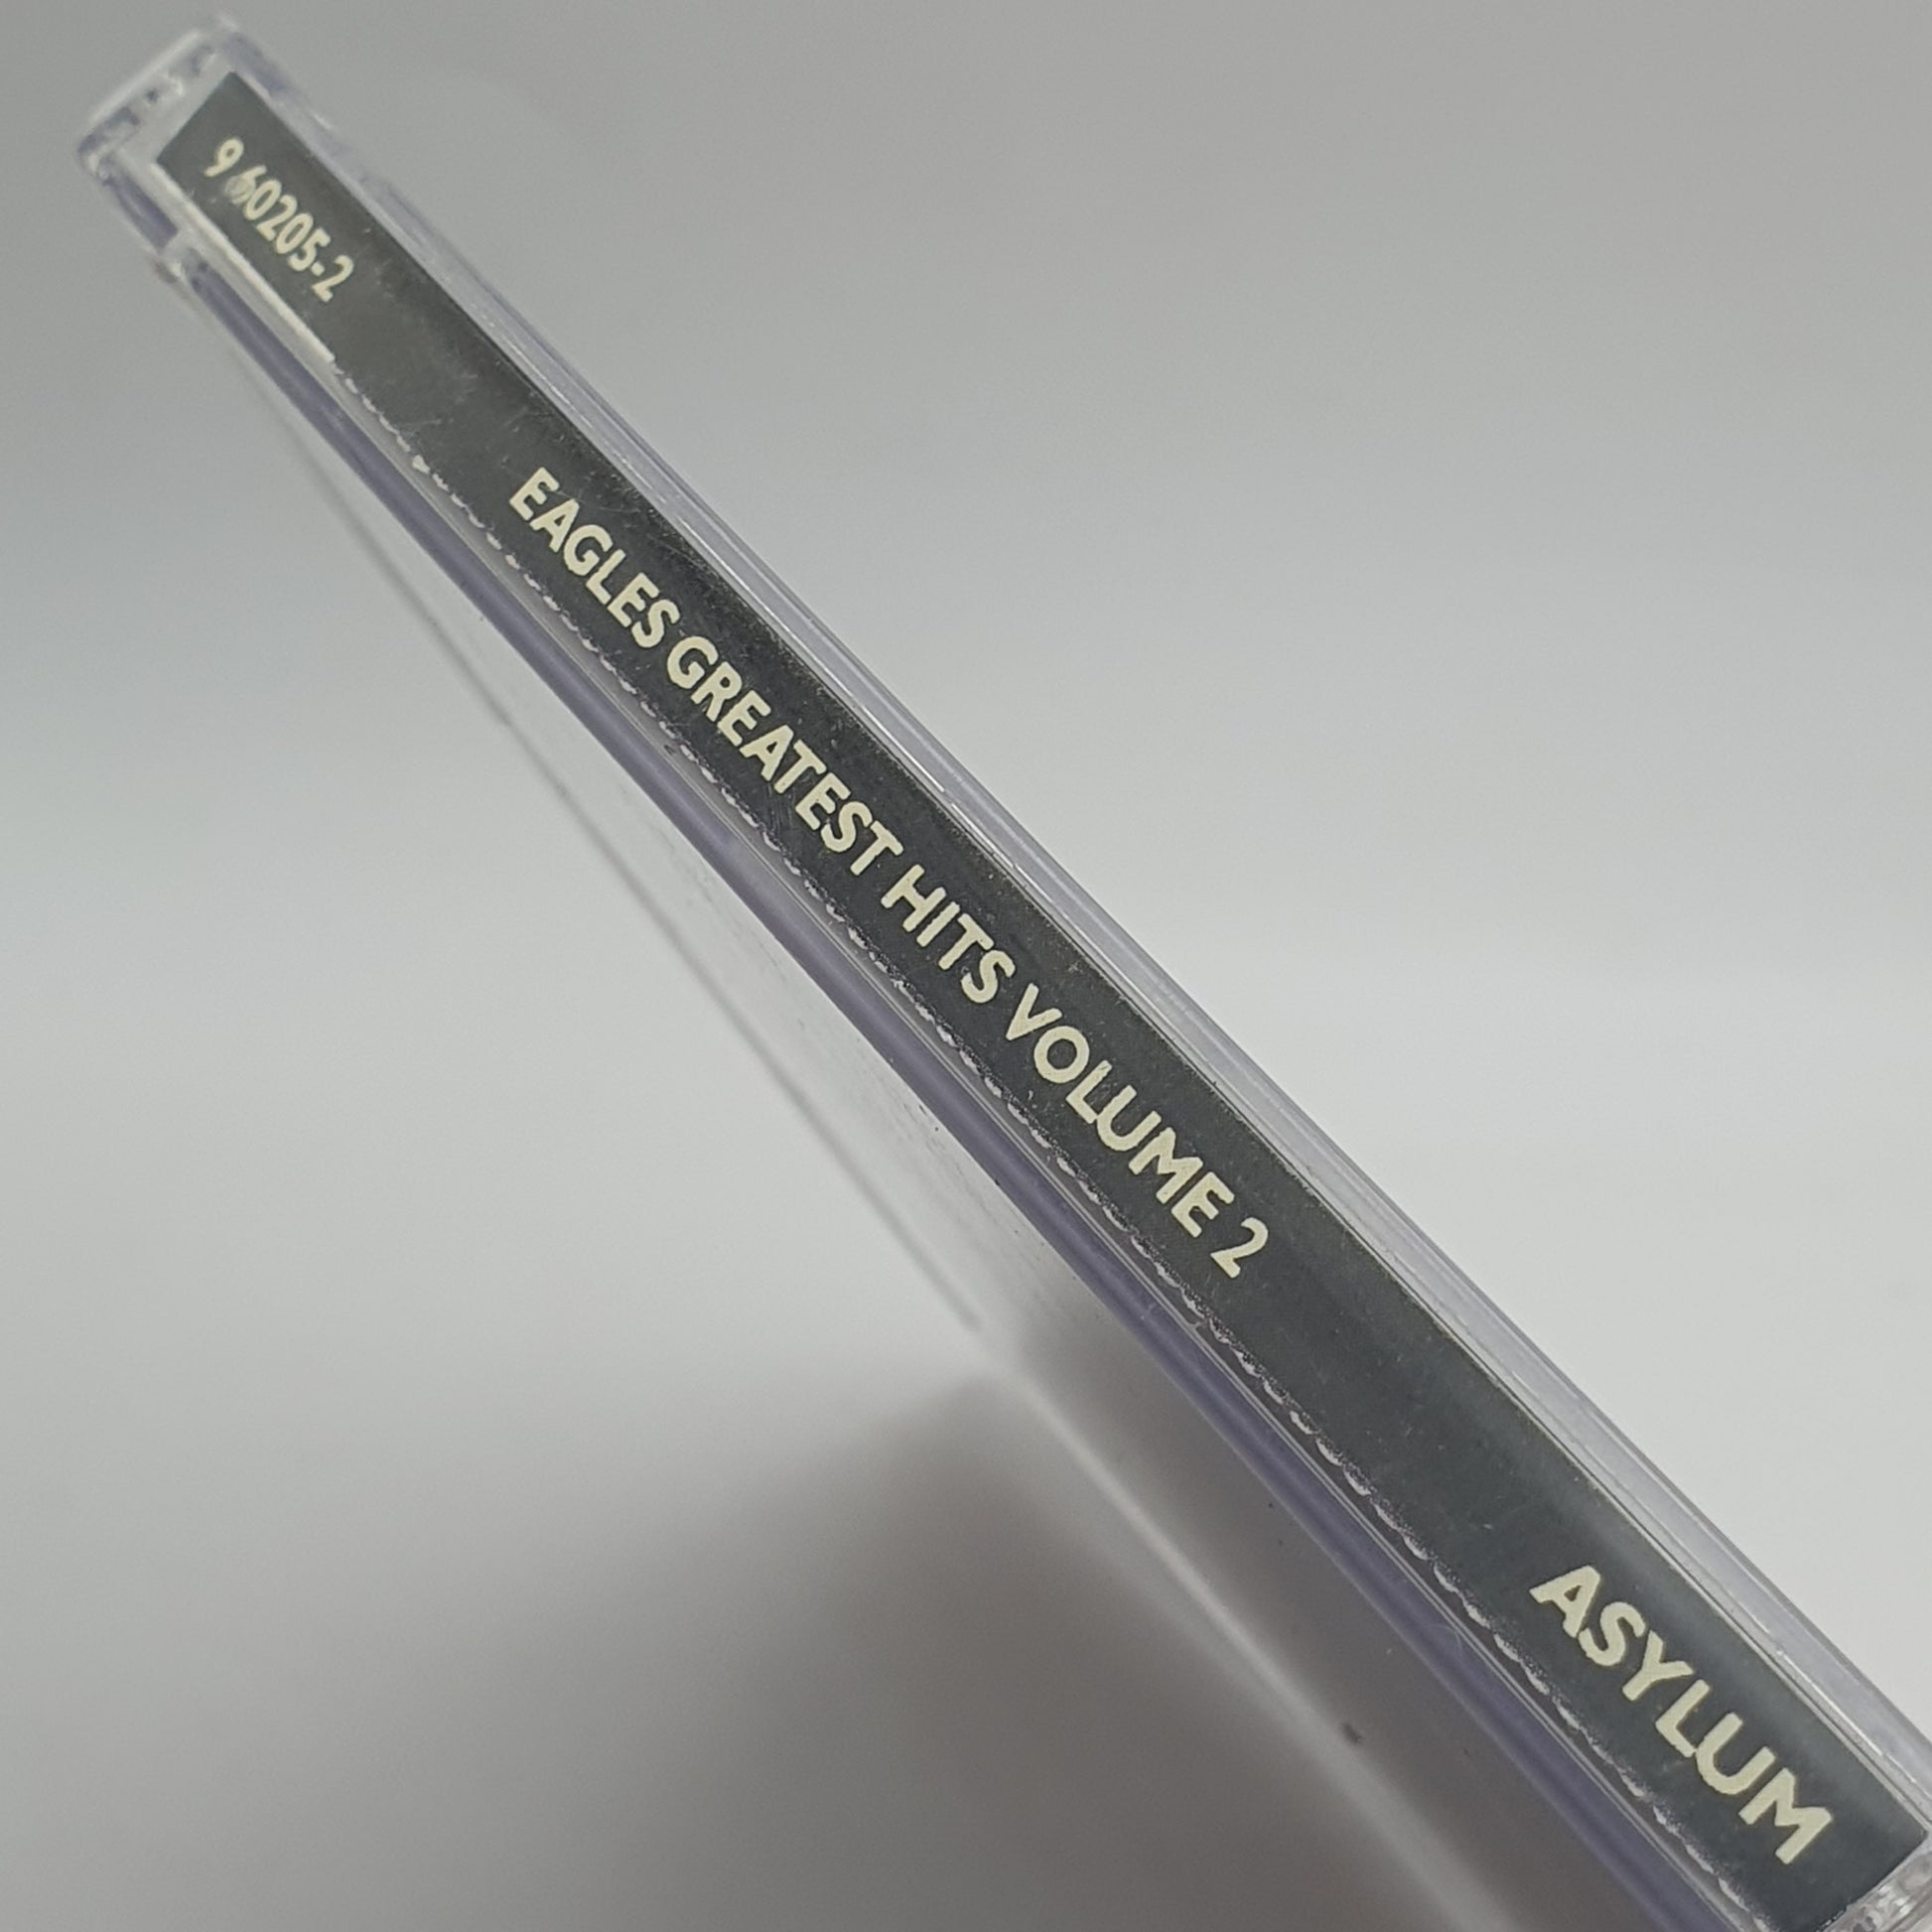 9 60205-2
EAGLES GREATEST HITS VOLUME 2
ASYLUM